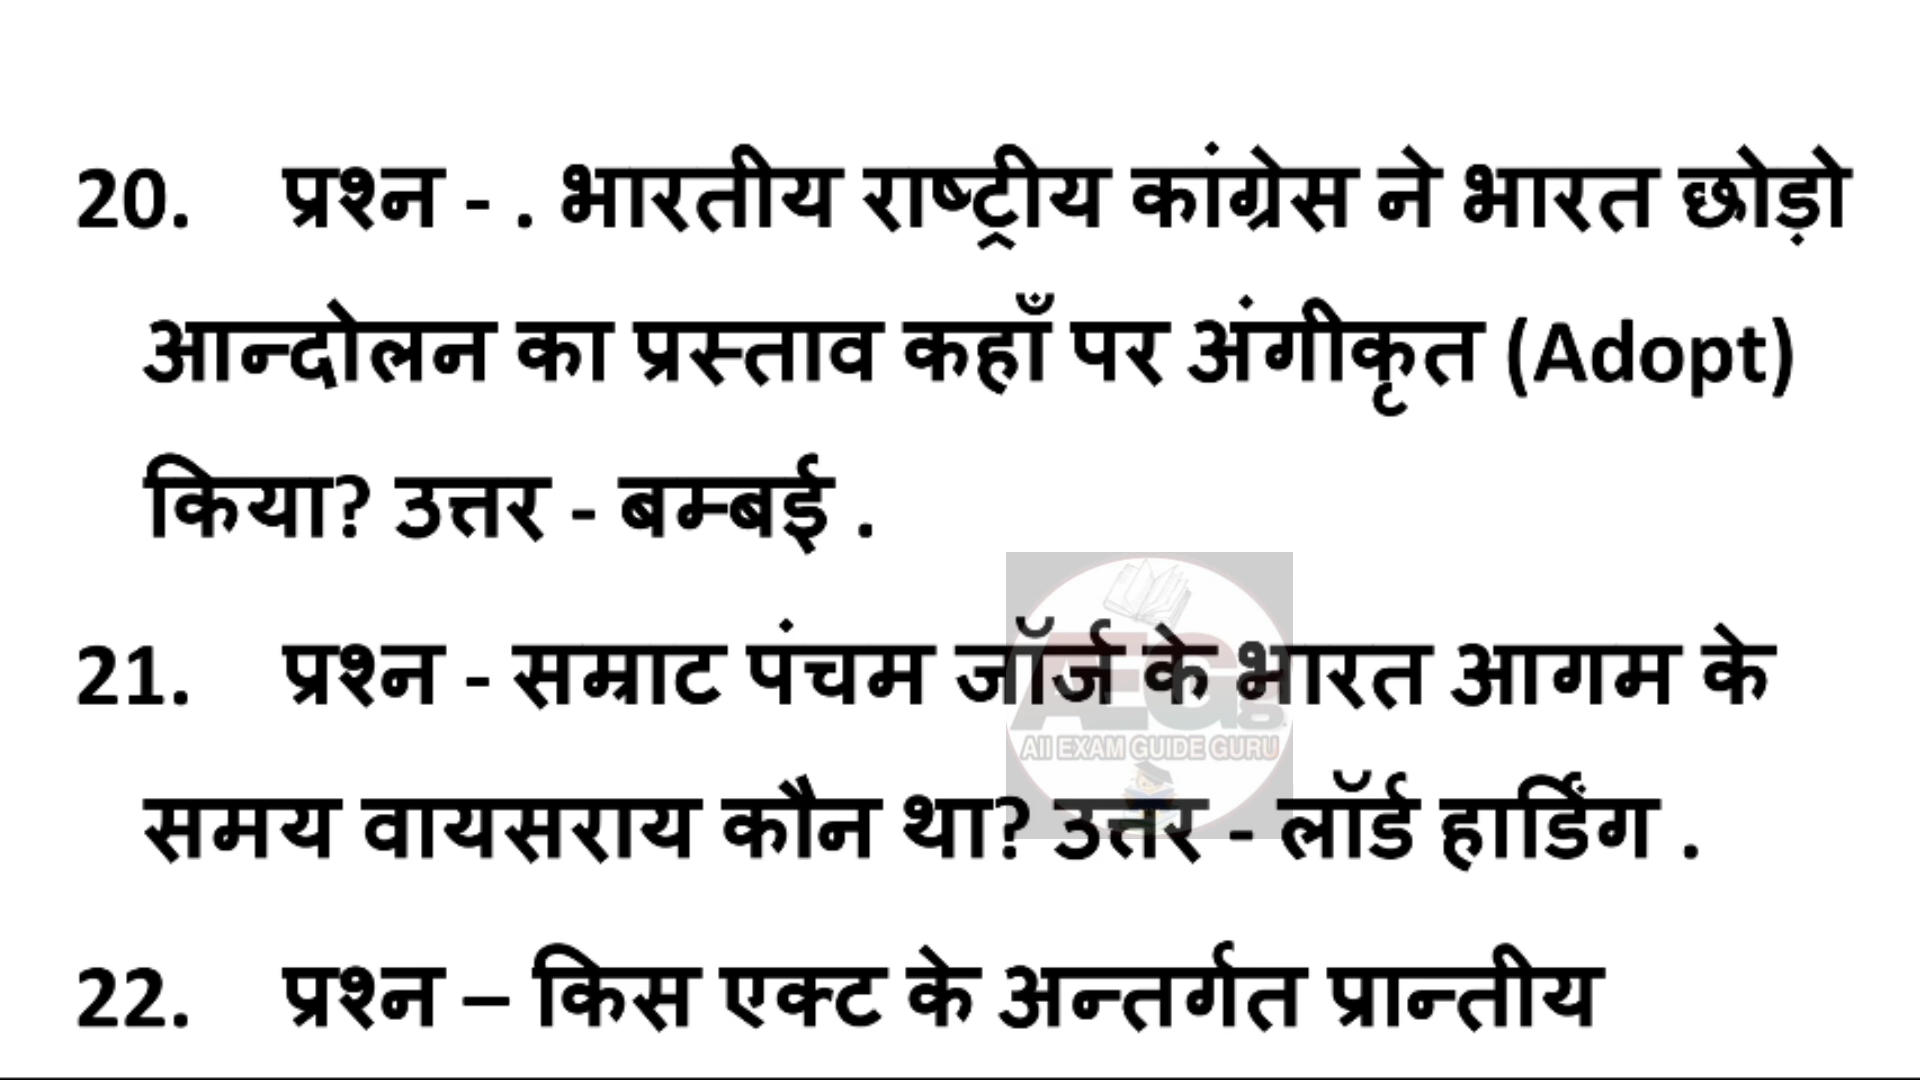 20. प्रश्न - . भारतीय राष्ट्रीय कांग्रेस ने भारत छोड़ो
आन्दोलन का प्रस्ताव कहाँ पर अंगीकृत (Adopt)
किया? उत्तर - बम्बई .
21. प्रश्न - सम्राट पंचम जॉर्ज के भारत आगम के
AEGg
All EXAM GUIDE GURU
समय वायसराय कौन था? उत्तर - लॉर्ड हार्डिंग .
22. प्रश्न – किस एक्ट के अन्तर्गत प्रान्तीय